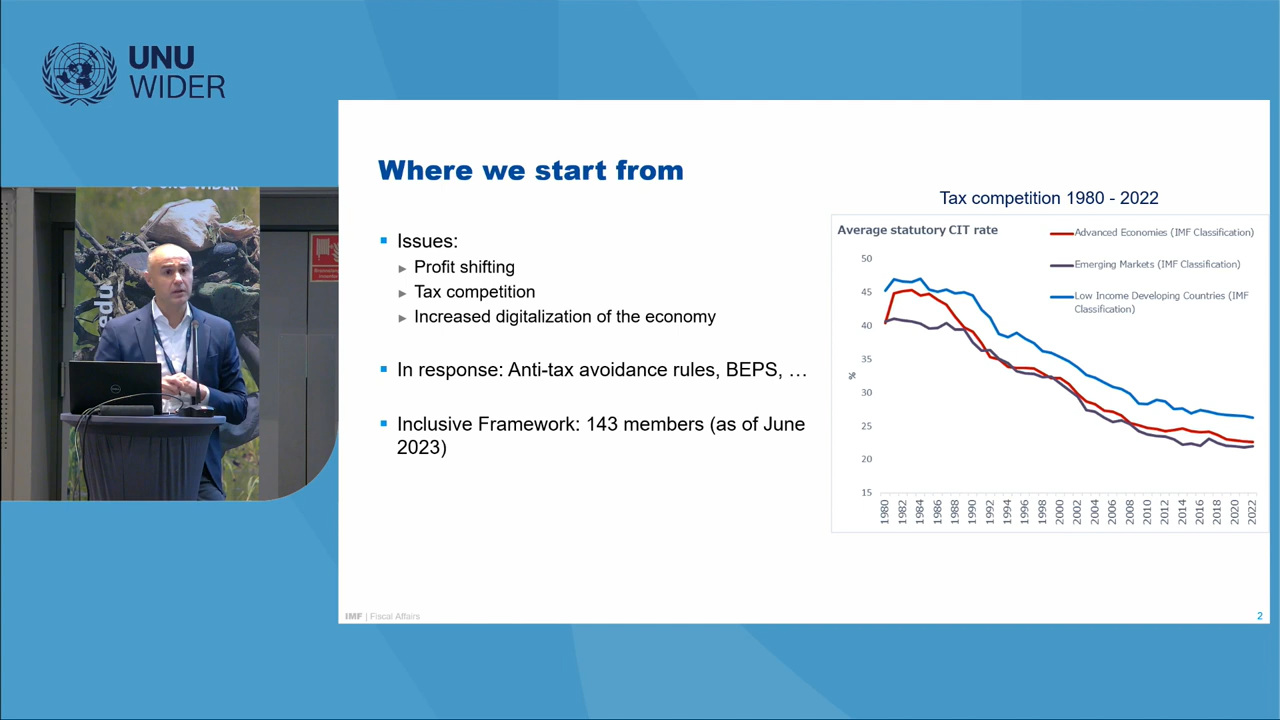 UNU
WIDER
UNU WIDER
edu
Where we start from
Issues:
Profit shifting
Tax competition
Increased digitalization of the economy
In response: Anti-tax avoidance rules, BEPS, …
Inclusive Framework: 143 members (as of June
2023)
Tax competition 1980 - 2022
Average statutory CIT rate
Advanced Economies (IMF Classification)
Emerging Markets (IMF Classification)
Low Income Developing Countries (IMF
Classification)
50
45
40
35
%
30
25
20
15
1980 1982 1984 1986 1988 1990 1992 1994 1996 1998 2000 2002 2004 2006 2008 2010 2012 2014 2016 2018 2020 2022
IMF | Fiscal Affairs
2